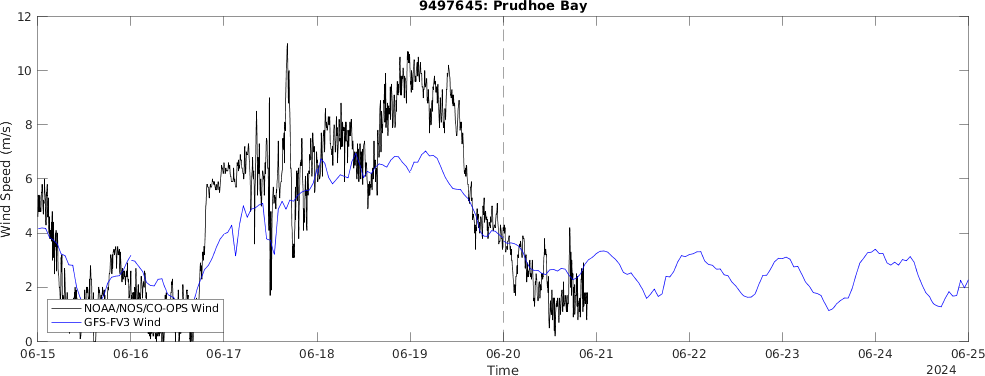 9497645: Prudhoe Bay
12
10
8
6
4
2
0
Wind Speed (m/s)
NOAA/NOS/CO-OPS Wind
GFS-FV3 Wind
06-15 06-16 06-17 06-18 06-19 06-20 06-21 06-22 06-23 06-24 06-25
Time
2024